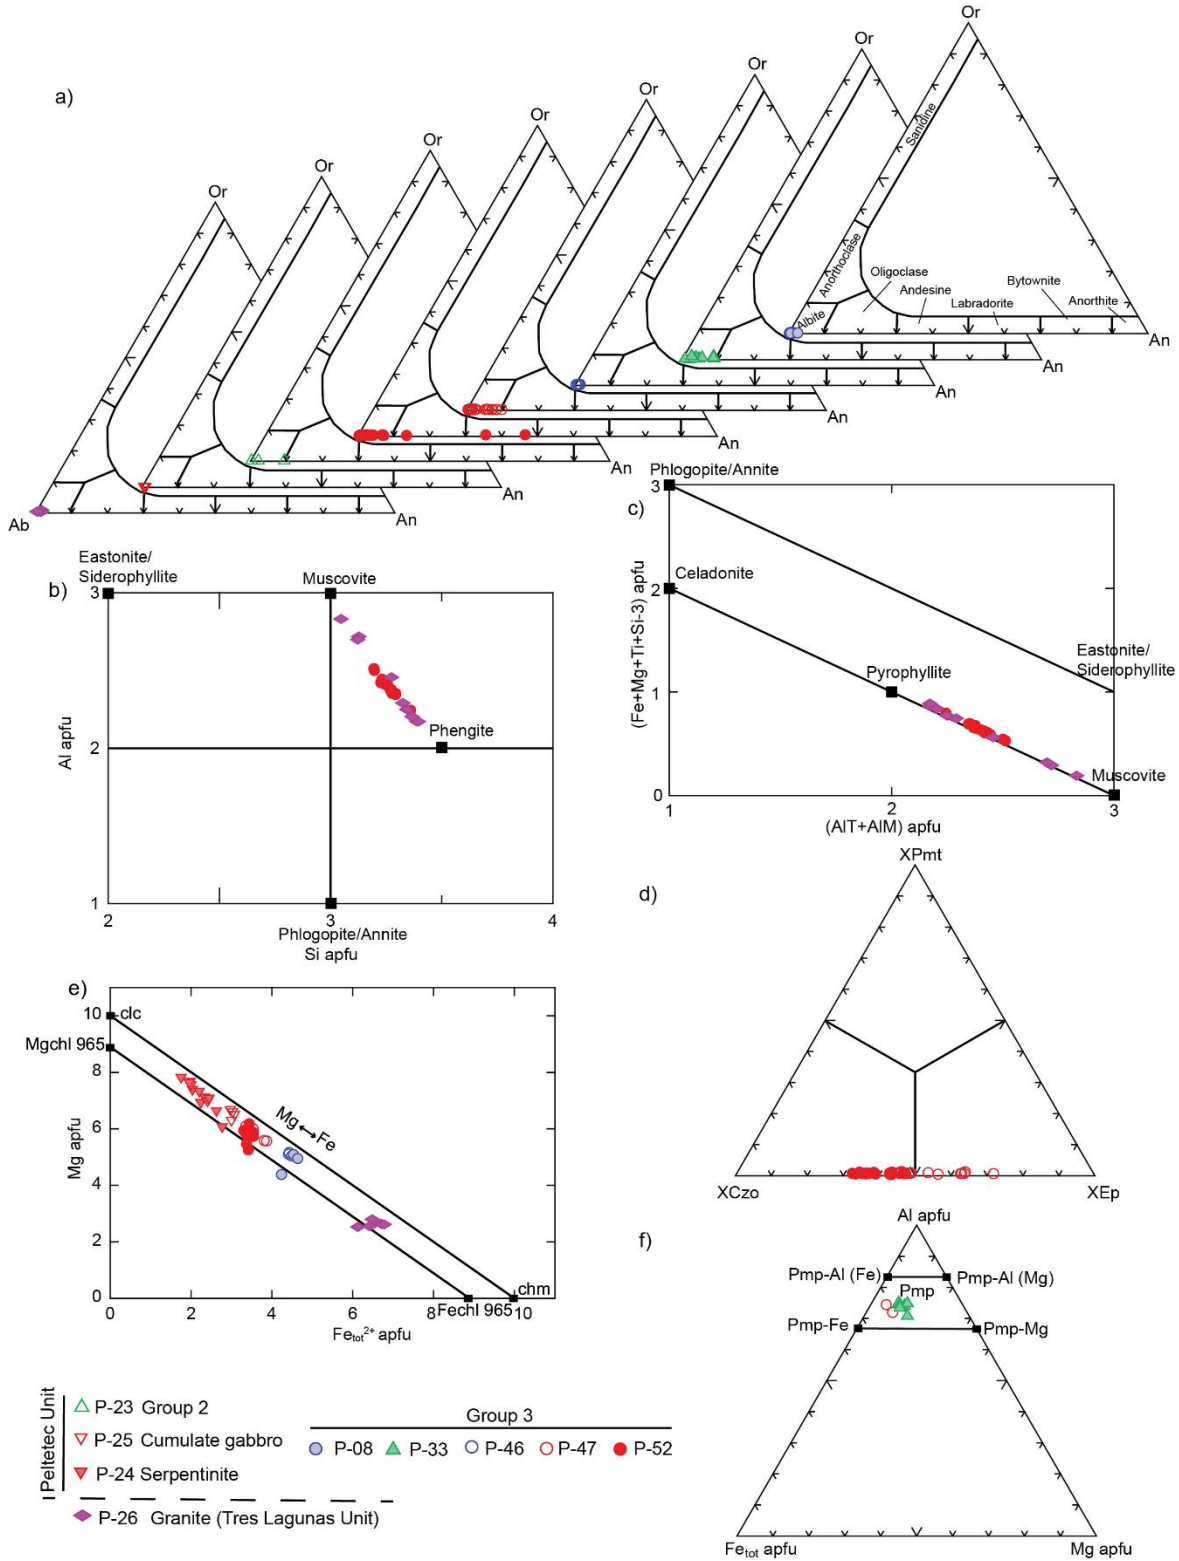 a)
Or
Or
Or
Or
Or
Or
Or
Or
Sanidine
Anorthoclase
Albite
Oligoclase
Andesine
Labradorite
Bytownite
Anorthite
An
An
An
An
An
An
An
An
Ab
b)
Eastonite/
Siderophyllite
Muscovite
3
Al apfu
2
Phengite
1
2
3
4
Phlogopite/Annite
Si apfu
c)
Phlogopite/Annite
3
Celadonite
2
(Fe+Mg+Ti+Si-3) apfu
Pyrophyllite
Eastonite/
Siderophyllite
1
Muscovite
0
1
2
3
(AlT+AlM) apfu
d)
XPmt
XCzo
XEp
e)
10
clc
Mgchl 965
8
Mg↔Fe
6
Mg apfu
4
2
chm
0
Fechl 965
0
2
4
6
8
10
Fetot2+ apfu
f)
Al apfu
Pmp-Al (Fe)
Pmp-Al (Mg)
Pmp
Pmp-Fe
Pmp-Mg
Fetot apfu
Mg apfu
Peltetec Unit
P-23 Group 2
P-25 Cumulate gabbro
P-24 Serpentinite
P-26 Granite (Tres Lagunas Unit)
Group 3
P-08 P-33 P-46 P-47 P-52